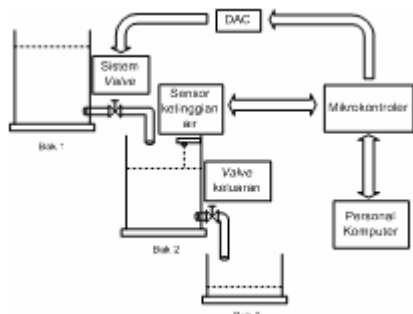 DAC
Sistem
Valve
Sensor
ketinggian
air
Mikrokontroler
Bak 1
Valve
keluaran
Personal
Komputer
Bak 2